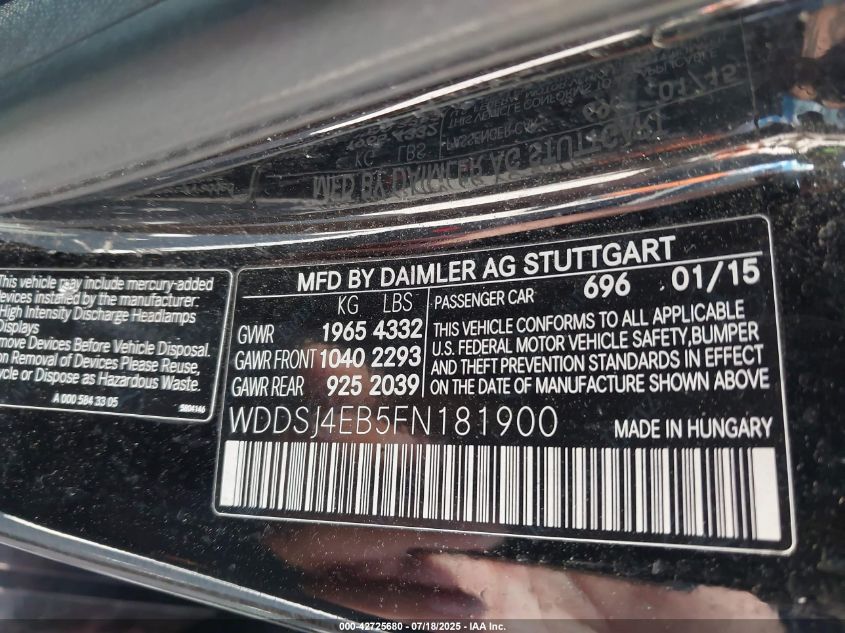 MFD BY DAIMLER AG STUTTGART
KG LBS
GVWR 1965 4332
GAWR FRONT 1040 2293
GAWR REAR 925 2039
PASSENGER CAR 696 01/15
THIS VEHICLE CONFORMS TO ALL APPLICABLE
U.S. FEDERAL MOTOR VEHICLE SAFETY,BUMPER
AND THEFT PREVENTION STANDARDS IN EFFECT
ON THE DATE OF MANUFACTURE SHOWN ABOVE
WDDSJ4EB5FN181900
MADE IN HUNGARY
This vehicle may include mercury-added
devices installed by the manufacturer:
High Intensity Discharge Headlamps
Displays
move Devices Before Vehicle Disposal.
on Removal of Devices Please Reuse,
cycle or Dispose as Hazardous Waste.
A 000 584 33 05
000-42725680 - 07/18/2025 - IAA Inc.